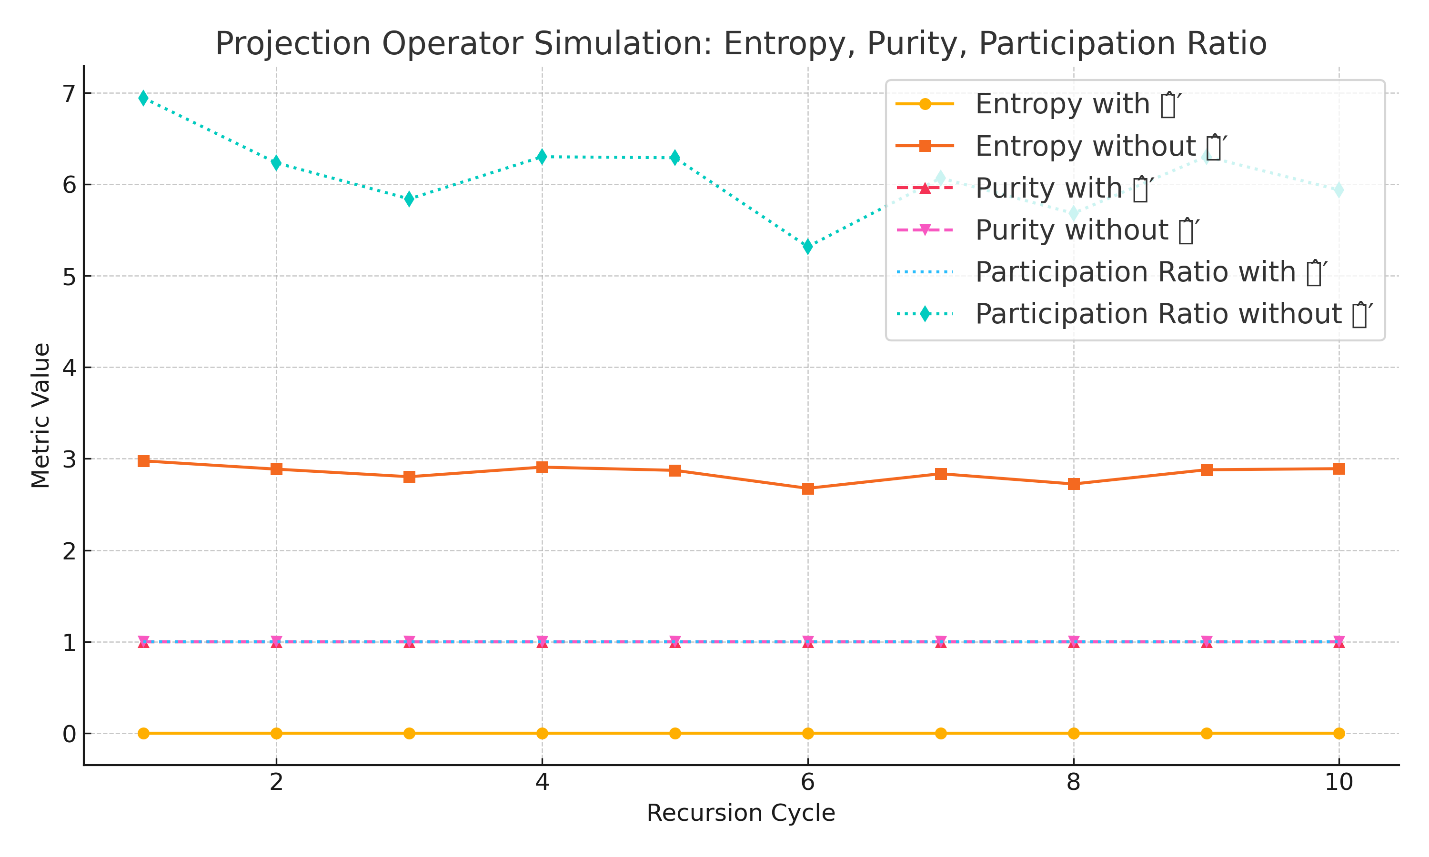 Projection Operator Simulation: Entropy, Purity, Participation Ratio
7
6
5
4
3
2
1
0
Metric Value
Entropy with □̂′
Entropy without □̂′
Purity with □̂′
Purity without □̂′
Participation Ratio with □̂′
Participation Ratio without □̂′
2
4
6
8
10
Recursion Cycle